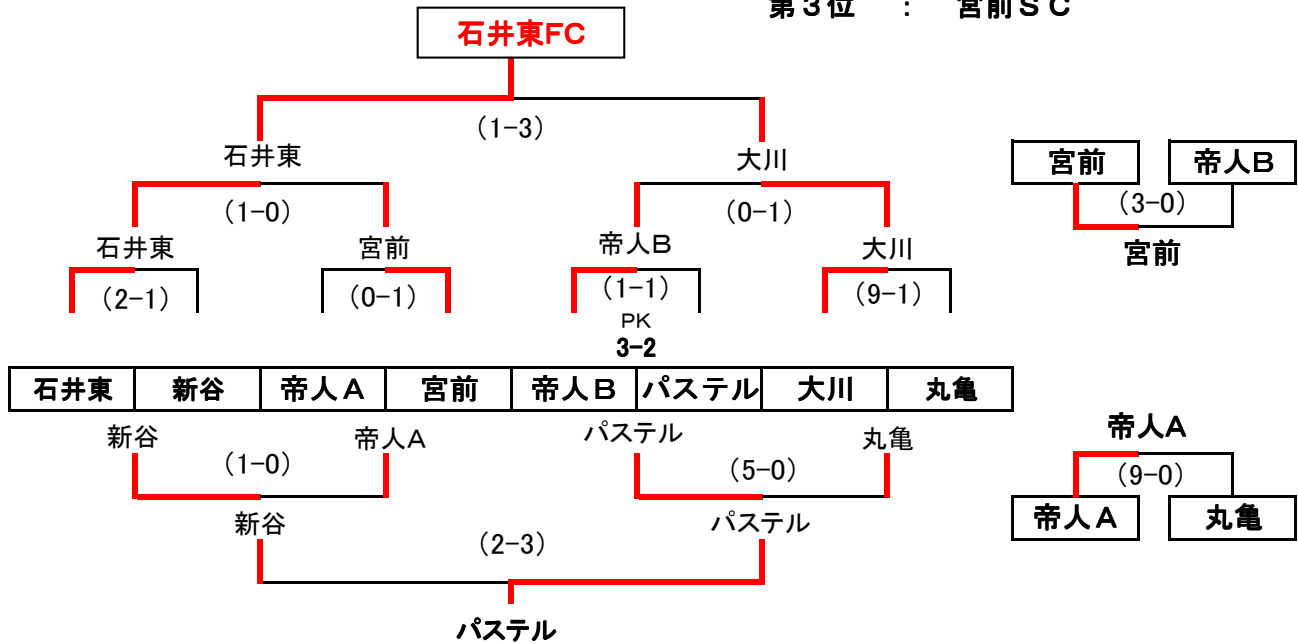 第3位 : 宮前SC
石井東FC
(1-3)
石井東 大川
(1-0) (0-1)
宮前 帝人B
(3-0)
宮前
石井東 宮前 帝人B 大川
(2-1) (0-1) (1-1) (9-1)
PK
3-2
石井東 新谷 帝人A 宮前 帝人B パステル 大川 丸亀
新谷 帝人A パステル 丸亀
(1-0) (5-0)
新谷 パステル
(2-3)
パステル
帝人A
(9-0)
帝人A 丸亀